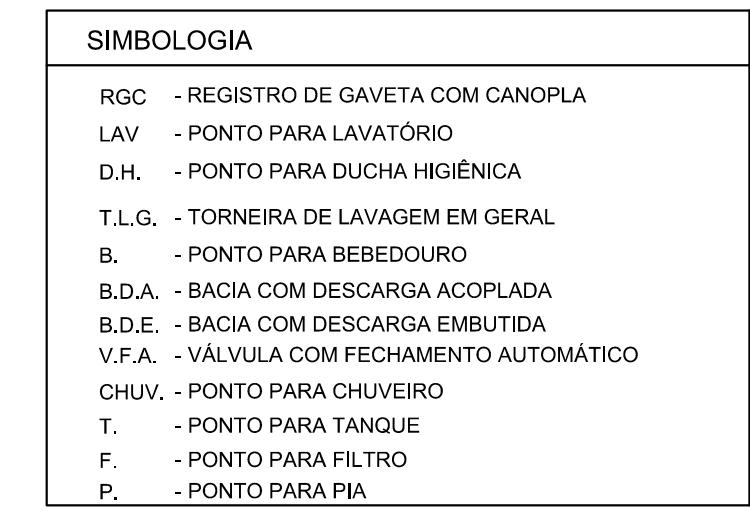 SIMBOLOGIA
RGC - REGISTRO DE GAVETA COM CANOPLA
LAV - PONTO PARA LAVATÓRIO
D.H. - PONTO PARA DUCHA HIGIÊNICA
T.L.G. - TORNEIRA DE LAVAGEM EM GERAL
B. - PONTO PARA BEBEDOURO
B.D.A. - BACIA COM DESCARGA ACOPLADA
B.D.E. - BACIA COM DESCARGA EMBUTIDA
V.F.A. - VÁLVULA COM FECHAMENTO AUTOMÁTICO
CHUV. - PONTO PARA CHUVEIRO
T. - PONTO PARA TANQUE
F. - PONTO PARA FILTRO
P. - PONTO PARA PIA